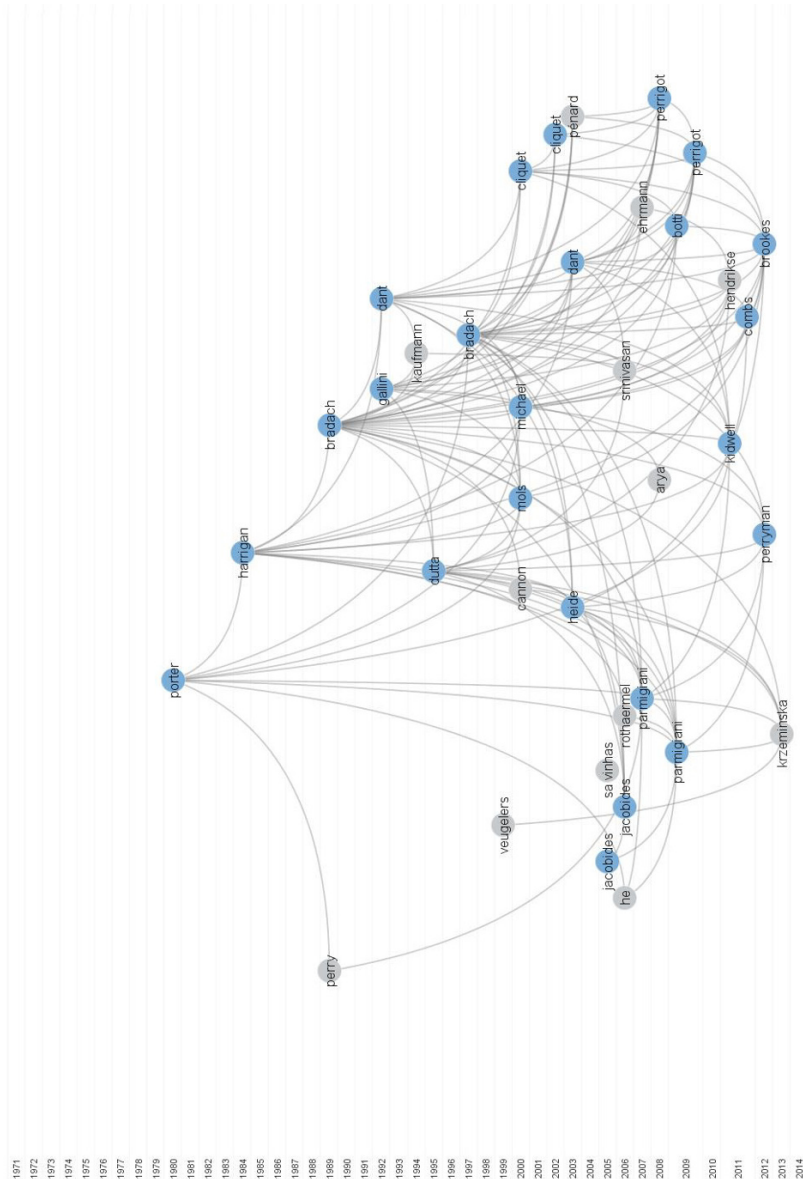 1971
1972
1973
1974
1975
1976
1977
1978
1979
1980
1981
1982
1983
1984
1985
1986
1987
1988
1989
1990
1991
1992
1993
1994
1995
1996
1997
1998
1999
2000
2001
2002
2003
2004
2005
2006
2007
2008
2009
2010
2011
2012
2013
2014
porter
harrigan
perry
bradach
gallini
dant
kaufmann
dutta
bradach
veugelers
cannon
mols
michael
cliquet
cliquet
heide
dant
pénard
jacobides
sa vinhas
he
jacobides
rothaermel
srinivasan
parmigiani
ehrmann
arya
perrigot
parmigiani
botti
perrigot
kidwell
hendrikse
combs
perryman
brookes
krzeminska